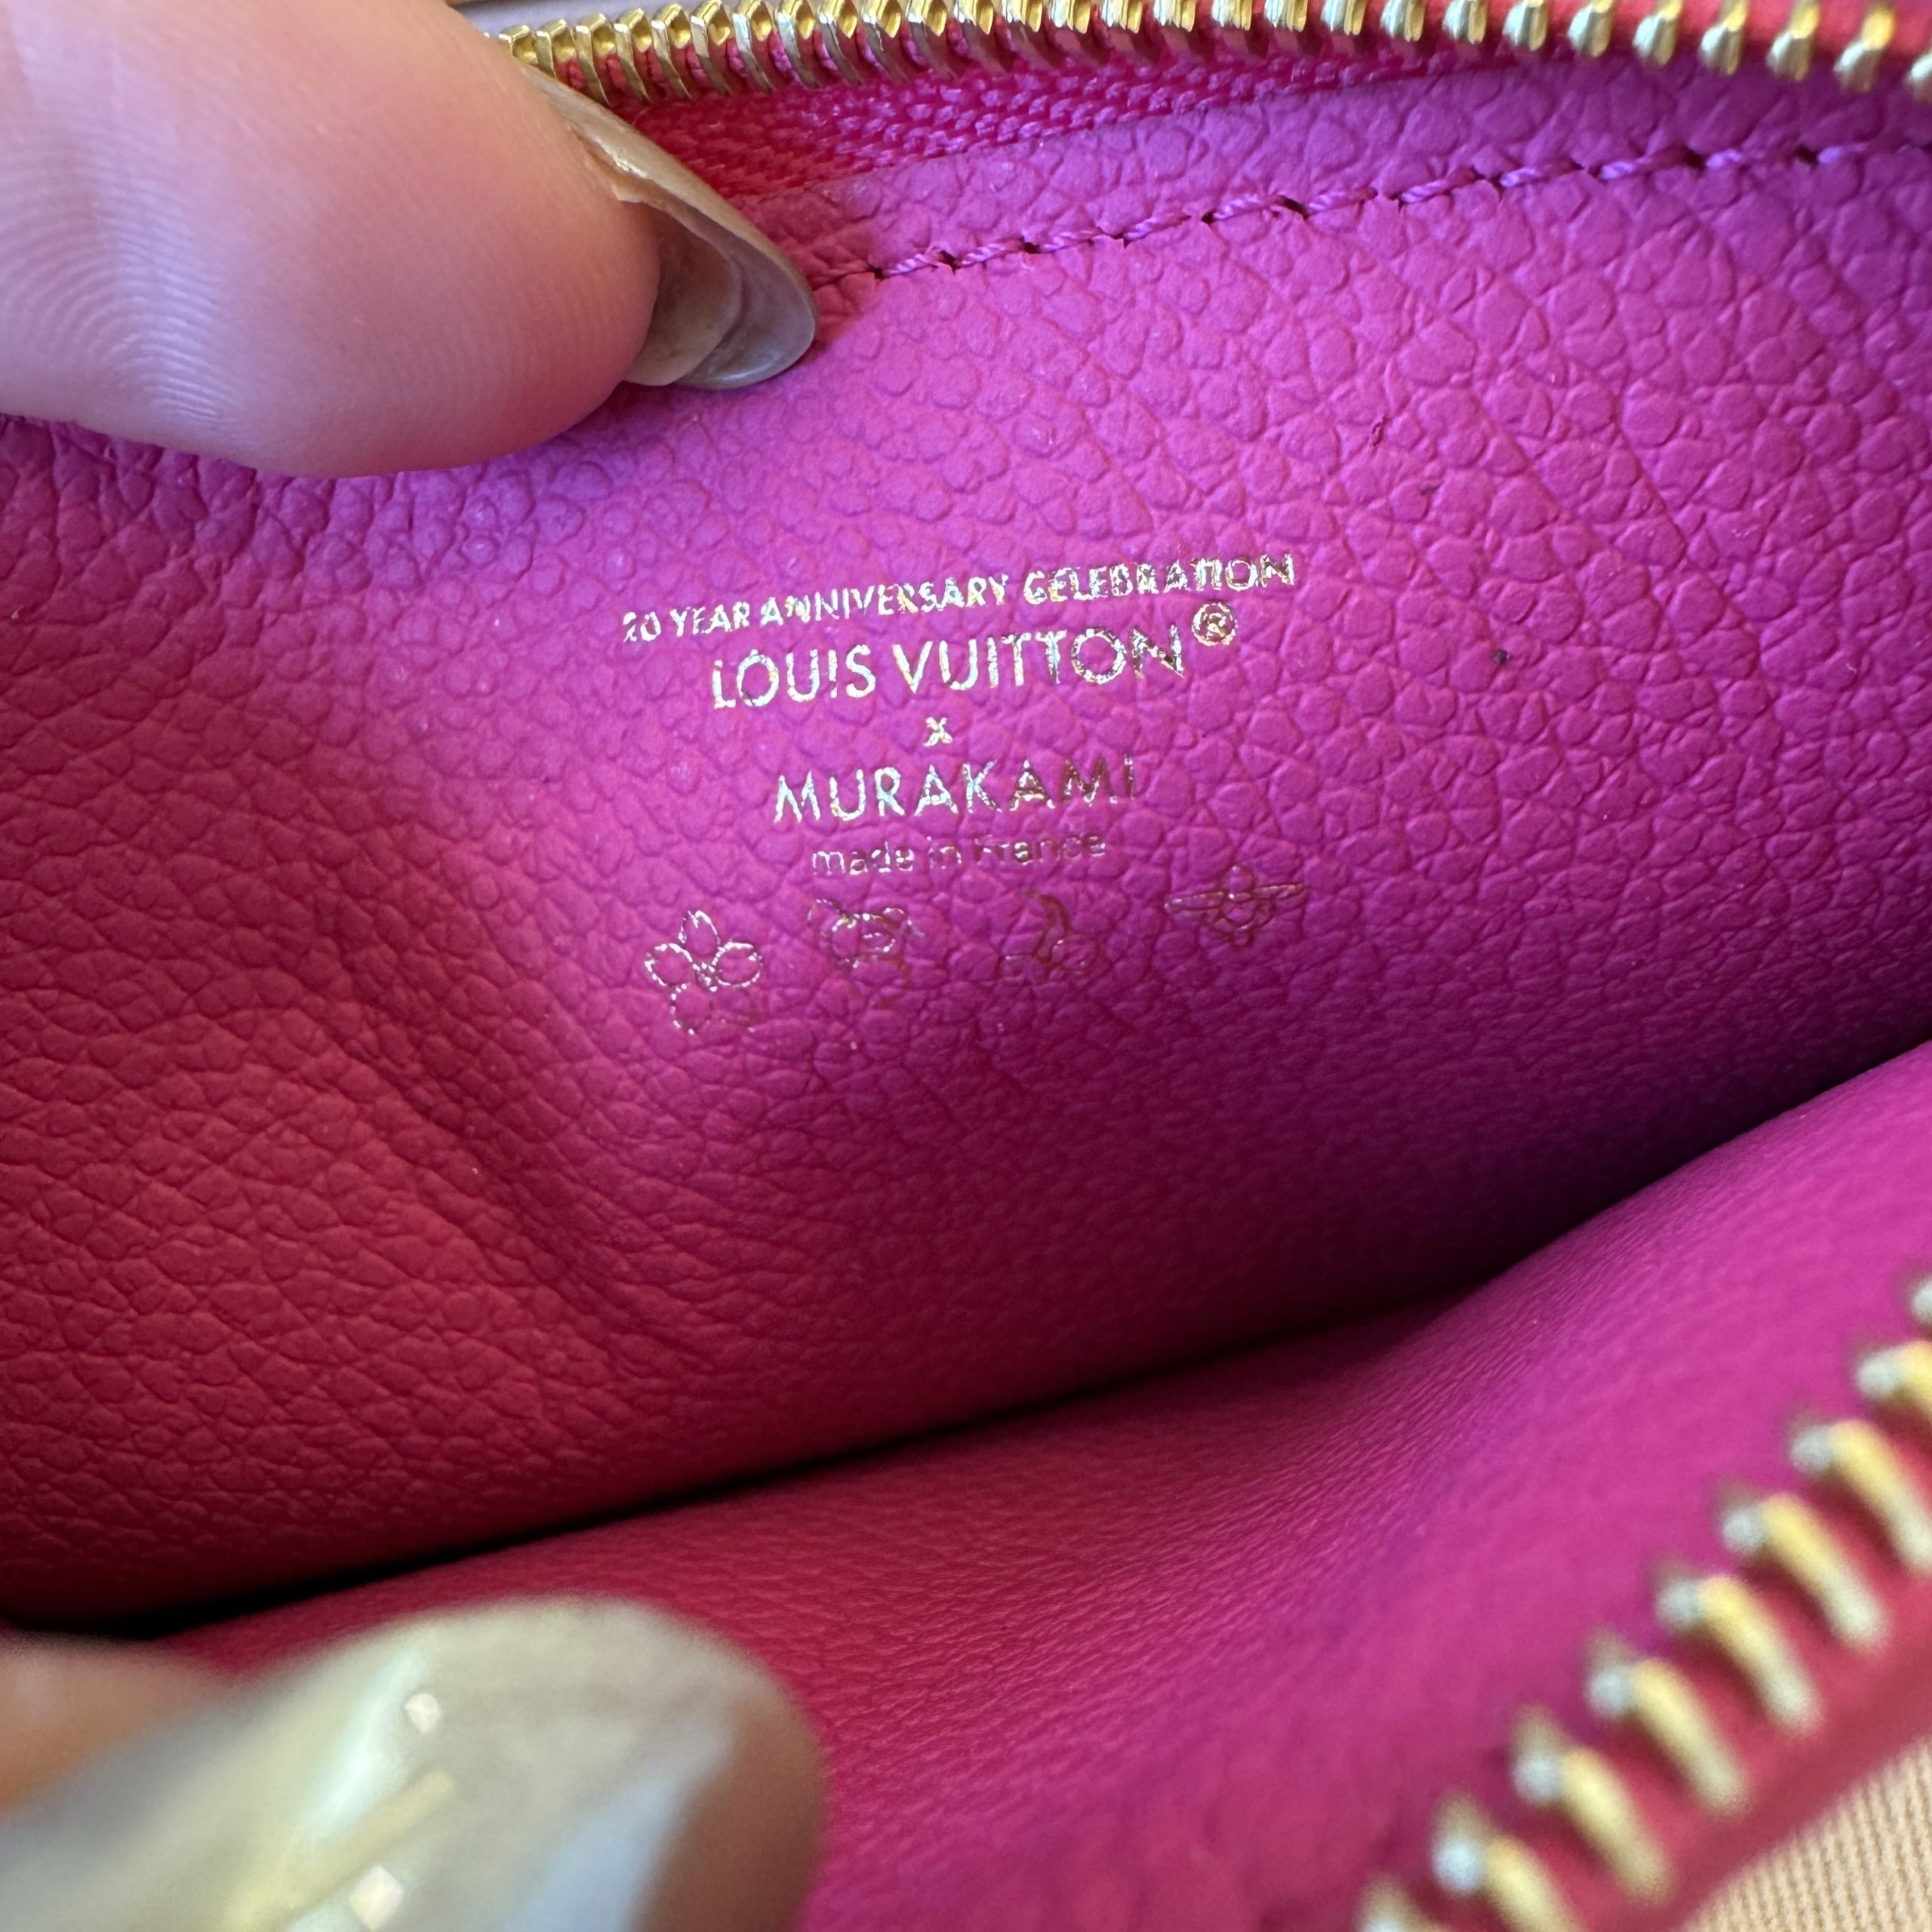 20 YEAR ANNIVERSARY CELEBRATION
LOUIS VUITTON®
x
MURAKAMI
made in France